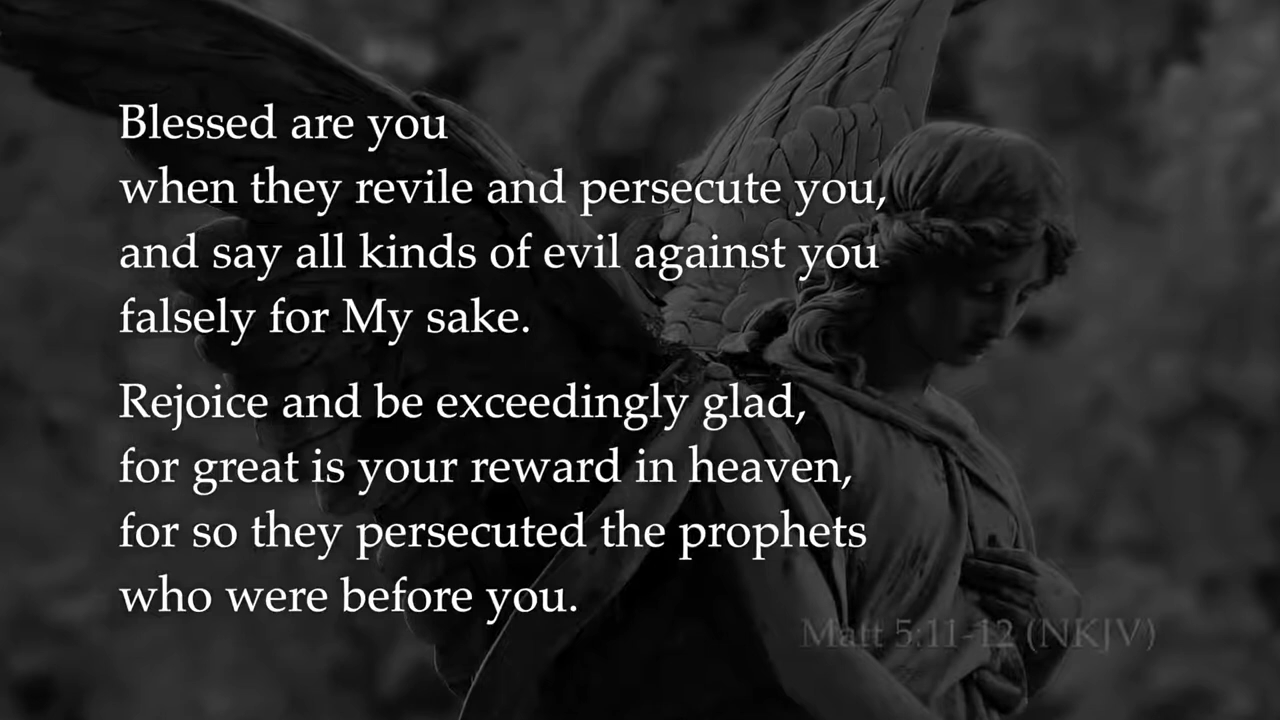 Blessed are you
when they revile and persecute you,
and say all kinds of evil against you
falsely for My sake.
Rejoice and be exceedingly glad,
for great is your reward in heaven,
for so they persecuted the prophets
who were before you.
Matt 5:11-12 (NKJV)